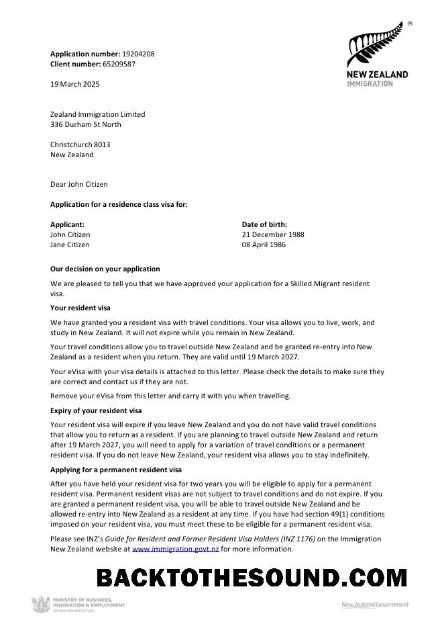 Application number: 19204208
Client number: 65209587
NEW ZEALAND
IMMIGRATION
19 March 2025
Zealand Immigration Limited
336 Durham St North
Christchurch 8013
New Zealand
Dear John Citizen
Application for a residence class visa for:
Applicant: Date of birth:
John Citizen 21 December 1988
Jane Citizen 08 April 1986
Our decision on your application
We are pleased to tell you that we have approved your application for a Skilled Migrant resident
visa.
Your resident visa
We have granted you a resident visa with travel conditions. Your visa allows you to live, work, and
study in New Zealand. It will not expire while you remain in New Zealand.
Your travel conditions allow you to travel outside New Zealand and be granted re-entry into New
Zealand as a resident when you return. They are valid until 19 March 2027.
Your eVisa with your visa details is attached to this letter. Please check the details to make sure they
are correct and contact us if they are not.
Remove your eVisa from this letter and carry it with you when travelling.
Expiry of your resident visa
Your resident visa will expire if you leave New Zealand and you do not have valid travel conditions
that allow you to return as a resident. If you are planning to travel outside New Zealand and return
after 19 March 2027, you will need to apply for a variation of travel conditions or a permanent
resident visa. If you do not leave New Zealand, your resident visa allows you to stay indefinitely.
Applying for a permanent resident visa
After you have held your resident visa for two years you will be eligible to apply for a permanent
resident visa. Permanent resident visas are not subject to travel conditions and do not expire. If you
are granted a permanent resident visa, you will be able to travel outside New Zealand and be
allowed re-entry into New Zealand as a resident at any time. If you have had section 49(1) conditions
imposed on your resident visa, you must meet these to be eligible for a permanent resident visa.
Please see INZ's Guide for Resident and Former Resident Visa Holders (INZ 1176) on the Immigration
New Zealand website at www.immigration.govt.nz for more information.
BACKTOTHESOUND.COM
MINISTRY OF BUSINESS,
INNOVATION & EMPLOYMENT
New Zealand Government